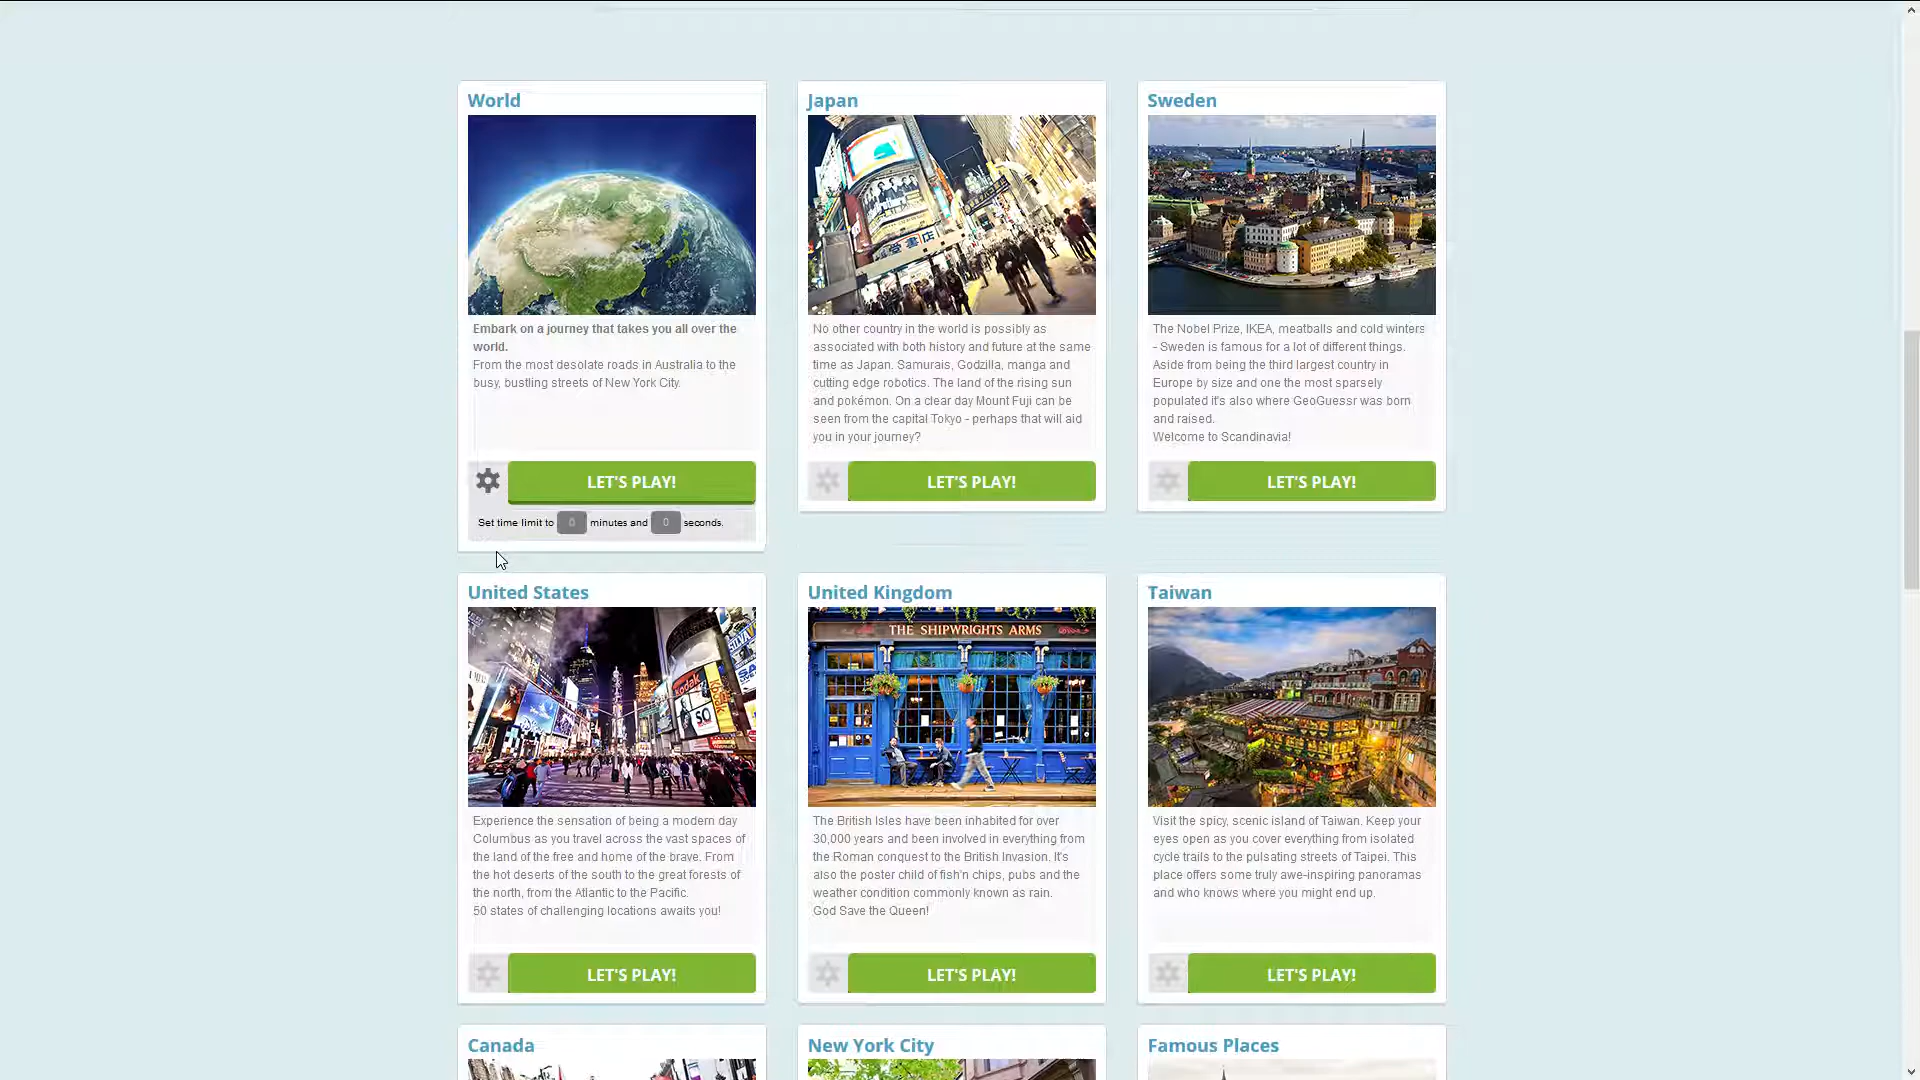 World
Embark on a journey that takes you all over the
world.
From the most desolate roads in Australia to the
busy, bustling streets of New York City.
LET'S PLAY!
Set time limit to 0 minutes and 0 seconds.
Japan
No other country in the world is possibly as
associated with both history and future at the same
time as Japan. Samurais, Godzilla, manga and
cutting edge robotics. The land of the rising sun
and pokémon. On a clear day Mount Fuji can be
seen from the capital Tokyo - perhaps that will aid
you in your journey?
LET'S PLAY!
Sweden
The Nobel Prize, IKEA, meatballs and cold winters
- Sweden is famous for a lot of different things.
Aside from being the third largest country in
Europe by size and one the most sparsely
populated it's also where GeoGuessr was born
and raised.
Welcome to Scandinavia!
LET'S PLAY!
United States
Kodak
Experience the sensation of being a modern day
Columbus as you travel across the vast spaces of
the land of the free and home of the brave. From
the hot deserts of the south to the great forests of
the north, from the Atlantic to the Pacific.
50 states of challenging locations awaits you!
LET'S PLAY!
United Kingdom
THE SHIPWRIGHTS ARMS
The British Isles have been inhabited for over
30,000 years and been involved in everything from
the Roman conquest to the British Invasion. It's
also the poster child of fish'n chips, pubs and the
weather condition commonly known as rain.
God Save the Queen!
LET'S PLAY!
Taiwan
Visit the spicy, scenic island of Taiwan. Keep your
eyes open as you cover everything from isolated
cycle trails to the pulsating streets of Taipei. This
place offers some truly awe-inspiring panoramas
and who knows where you might end up.
LET'S PLAY!
Canada
New York City
Famous Places